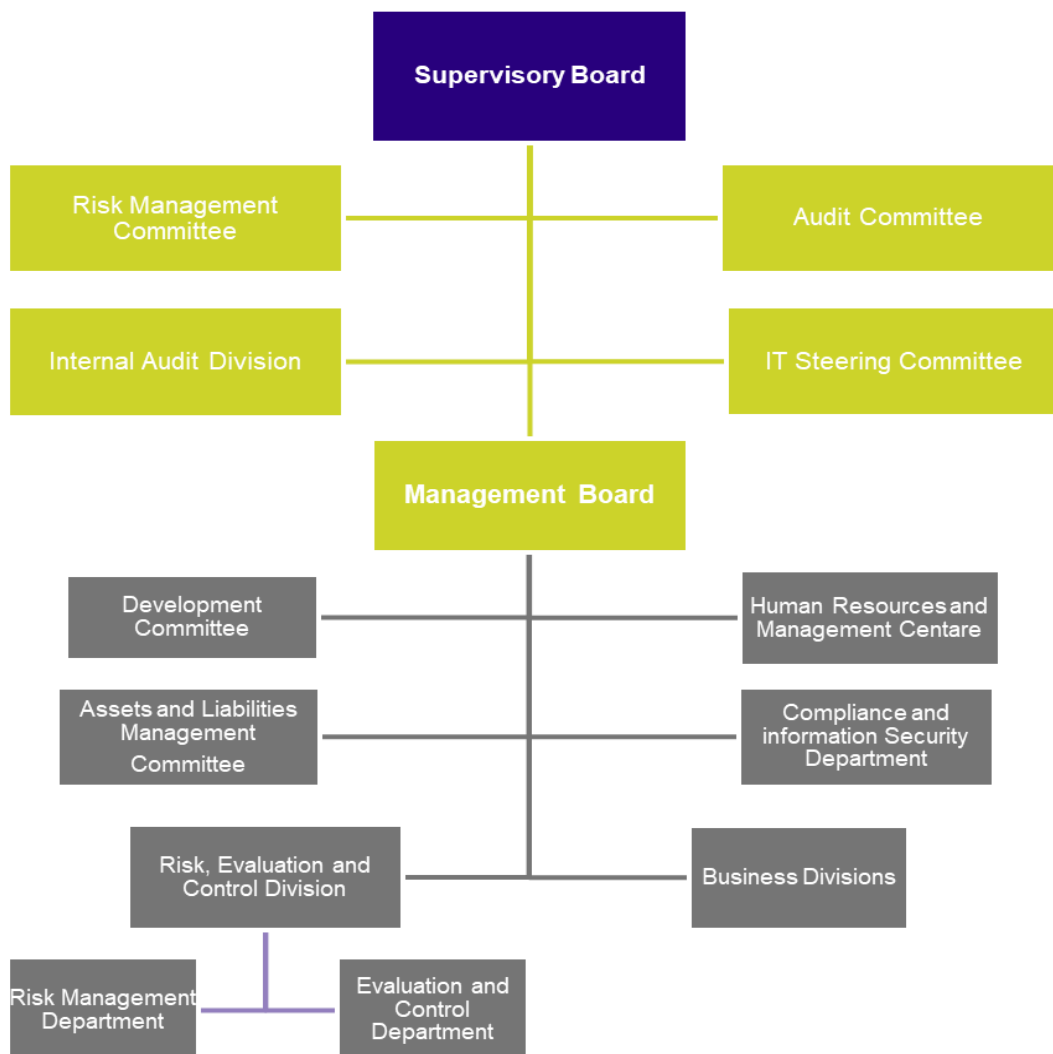 Supervisory Board
Risk Management
Committee
Audit Committee
Internal Audit Division
IT Steering Committee
Management Board
Development
Committee
Human Resources and
Management Centare
Assets and Liabilities
Management
Committee
Compliance and
information Security
Department
Risk, Evaluation and
Control Division
Business Divisions
Risk Management
Department
Evaluation and
Control
Department